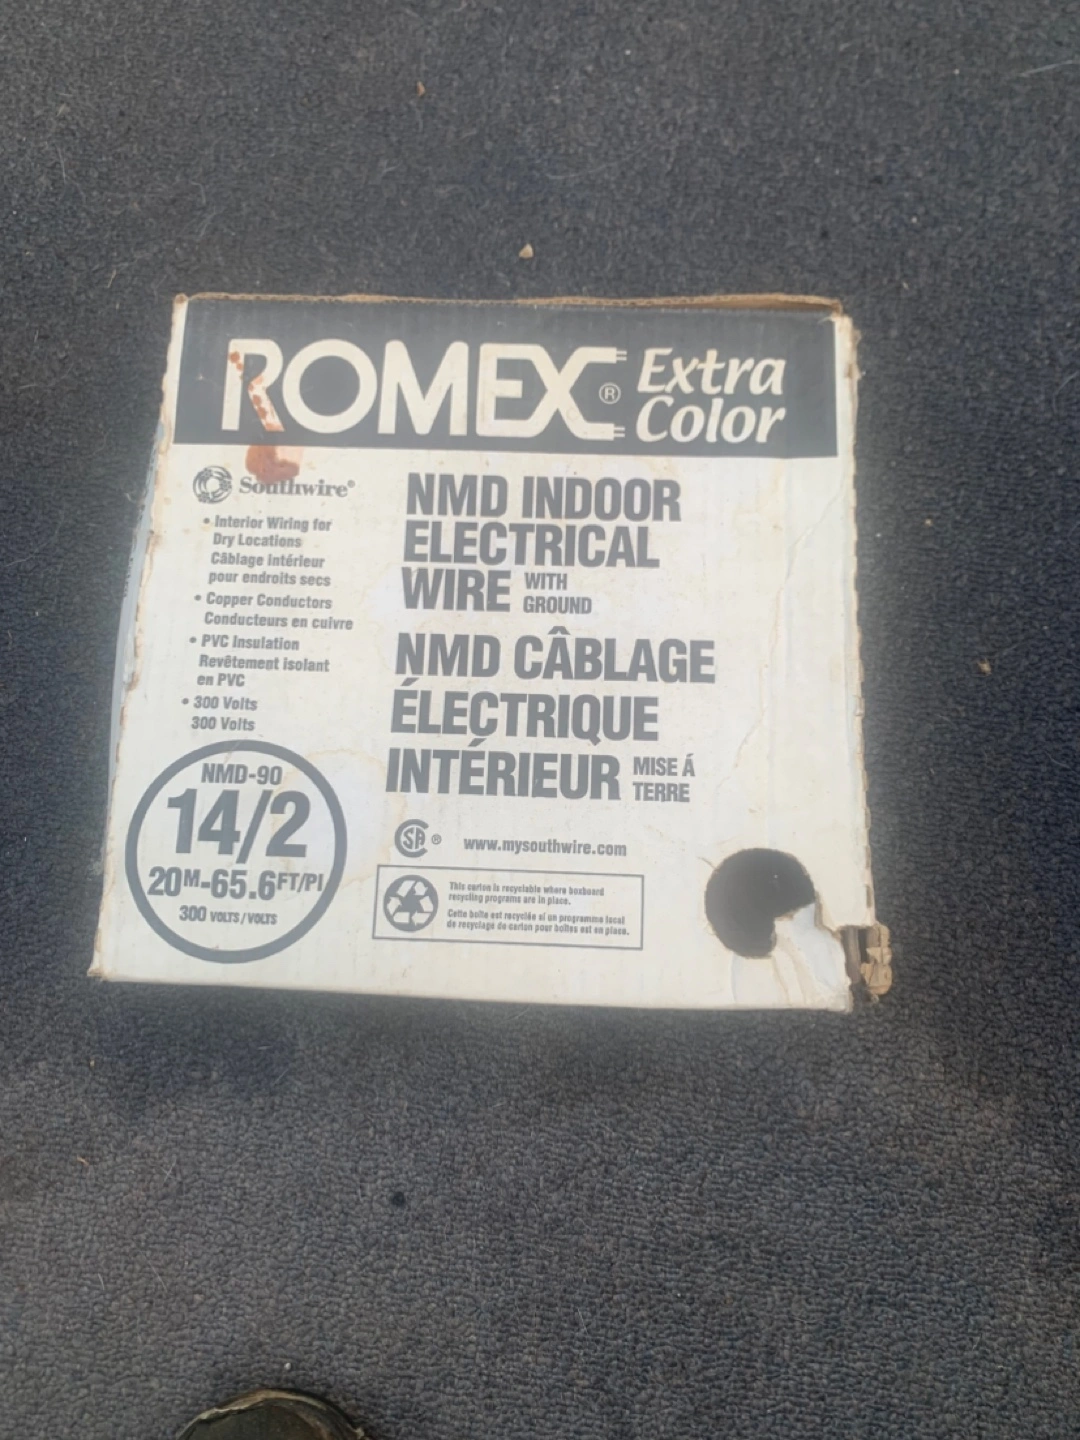 ROMEX® Extra
Color
Southwire®
• Interior Wiring for
Dry Locations
Câblage intérieur
pour endroits secs
• Copper Conductors
Conducteurs en cuivre
• PVC Insulation
Revêtement isolant
en PVC
• 300 Volts
300 Volts
NMD-90
14/2
20M-65.6FT/PI
300 VOLTS/VOLTS
NMD INDOOR
ELECTRICAL
WIRE WITH
GROUND
NMD CÂBLAGE
ÉLECTRIQUE
INTÉRIEUR MISE Á
TERRE
SA ® www.mysouthwire.com
This carton is recyclable where boxboard
recycling programs are in place.
Cette boîte est recyclée si un programme local
de recyclage de carton pour boîtes est en place.